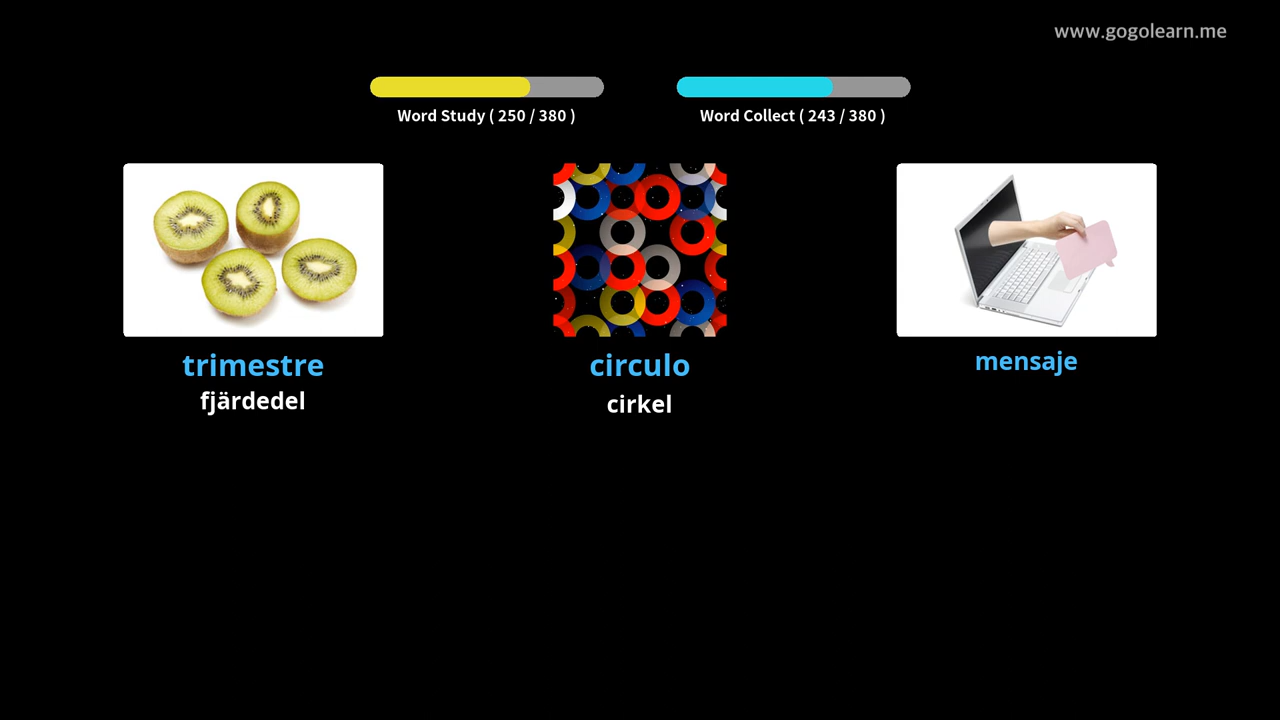 www.gogolearn.me
Word Study ( 250 / 380 )
Word Collect ( 243 / 380 )
trimestre
fjärdedel
circulo
cirkel
mensaje